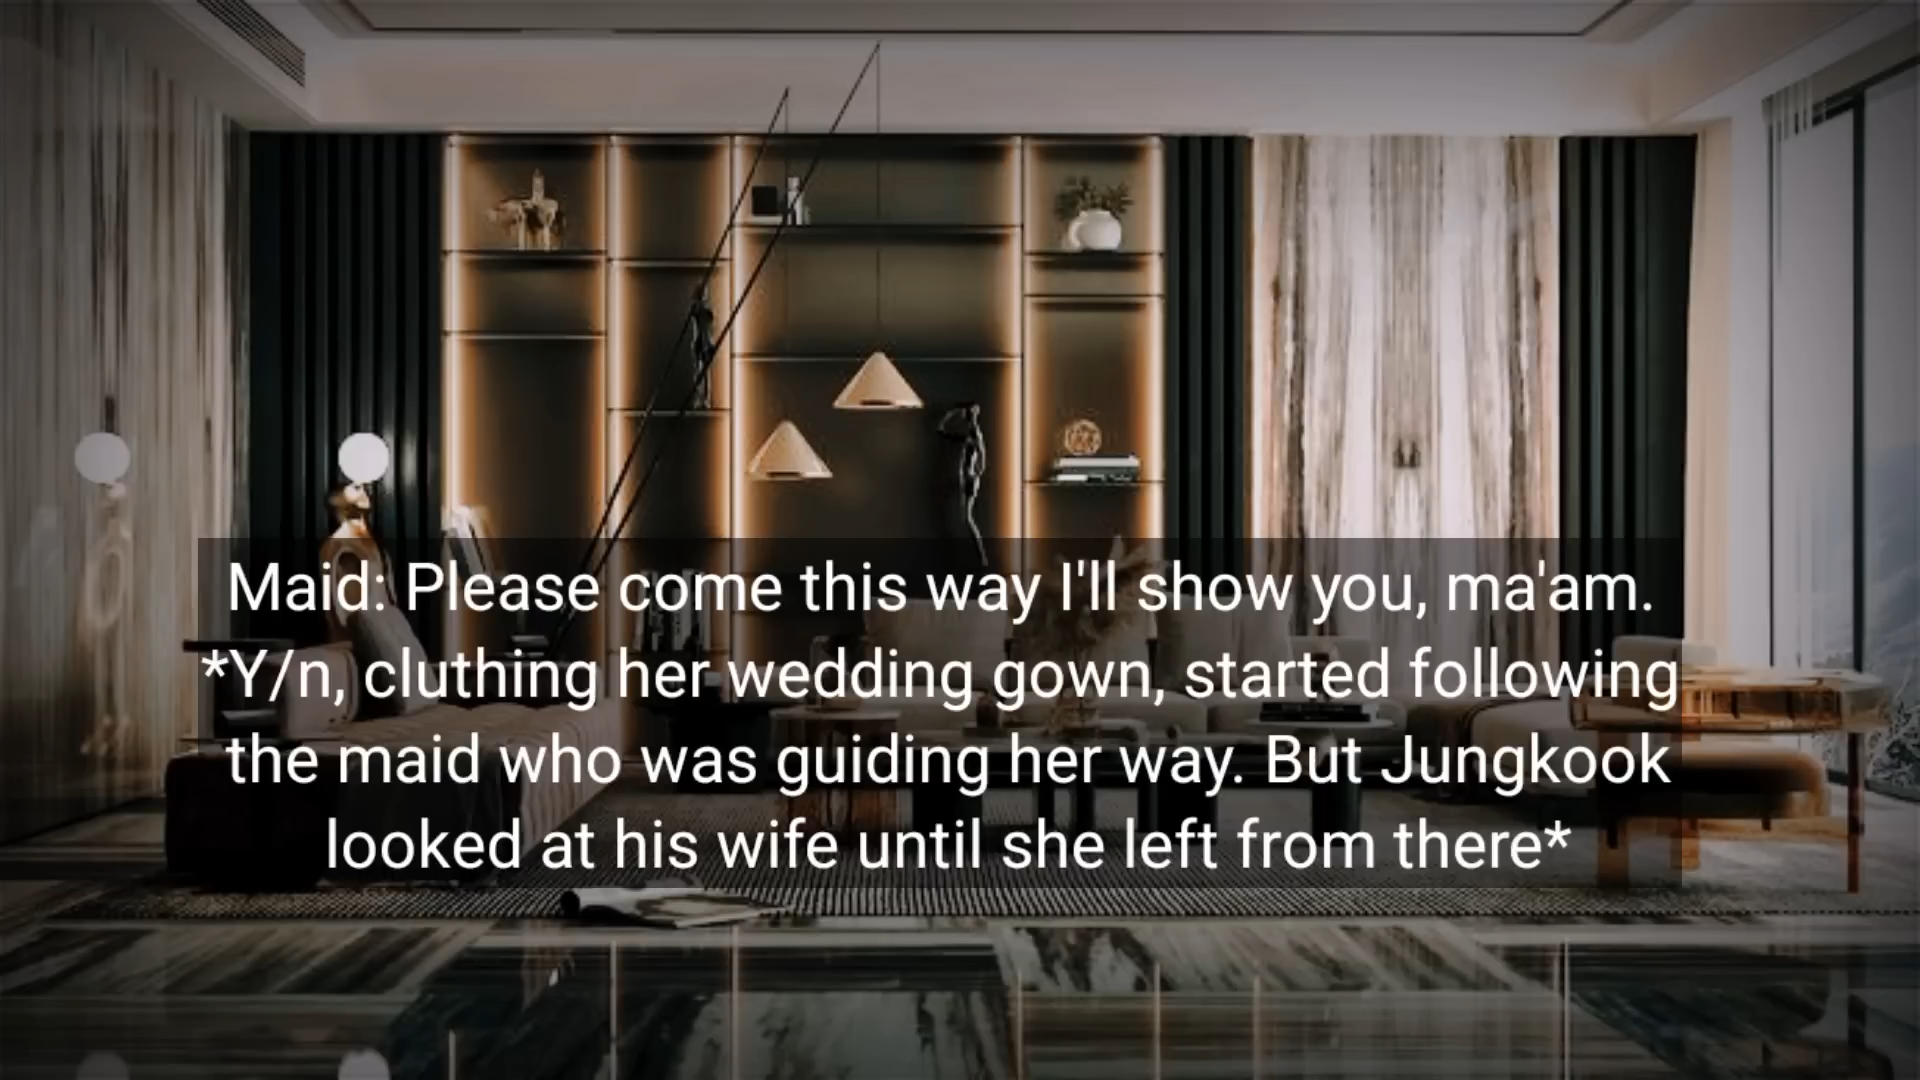 Maid: Please come this way I'll show you, ma'am.
*Y/n, cluthing her wedding gown, started following
the maid who was guiding her way. But Jungkook
looked at his wife until she left from there*